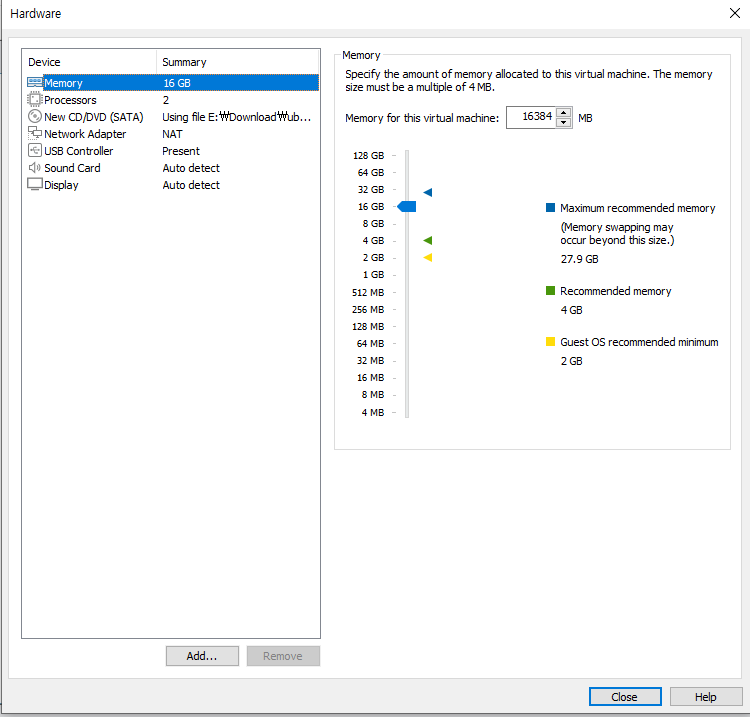 Hardware
Device Summary
Memory 16 GB
Processors 2
New CD/DVD (SATA) Using file E:₩Download₩ub...
Network Adapter NAT
USB Controller Present
Sound Card Auto detect
Display Auto detect
Add... Remove
Memory
Specify the amount of memory allocated to this virtual machine. The memory
size must be a multiple of 4 MB.
Memory for this virtual machine: 16384 MB
128 GB
64 GB
32 GB
16 GB
8 GB
4 GB
2 GB
1 GB
512 MB
256 MB
128 MB
64 MB
32 MB
16 MB
8 MB
4 MB
Maximum recommended memory
(Memory swapping may
occur beyond this size.)
27.9 GB
Recommended memory
4 GB
Guest OS recommended minimum
2 GB
Close Help